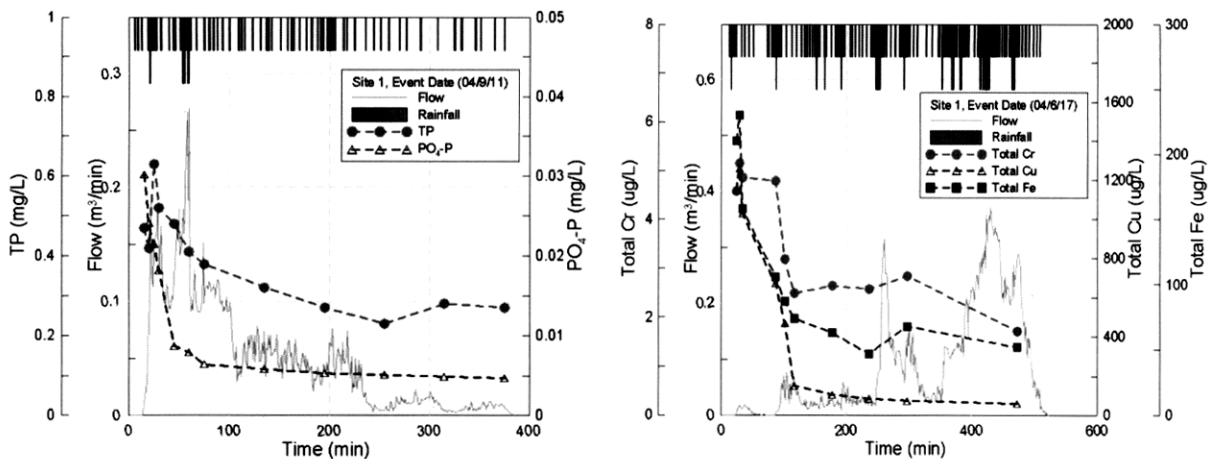 TP (mg/L)
1
0.8
0.6
0.4
0.2
0
Flow (m³/min)
0.3
0.2
0.1
0
Site 1, Event Date (04/9/11)
Flow
Rainfall
TP
PO₄-P
0.05
0.04
0.03
0.02
0.01
0.00
PO₄-P (mg/L)
0
100
200
300
400
Time (min)
Total Cr (ug/L)
8
6
4
2
0
Flow (m³/min)
0.6
0.4
0.2
0.0
Site 1, Event Date (04/6/17)
Flow
Rainfall
Total Cr
Total Cu
Total Fe
2000
1600
1200
800
400
0
Total Cu (ug/L)
300
200
100
0
Total Fe (ug/L)
0
200
400
600
Time (min)